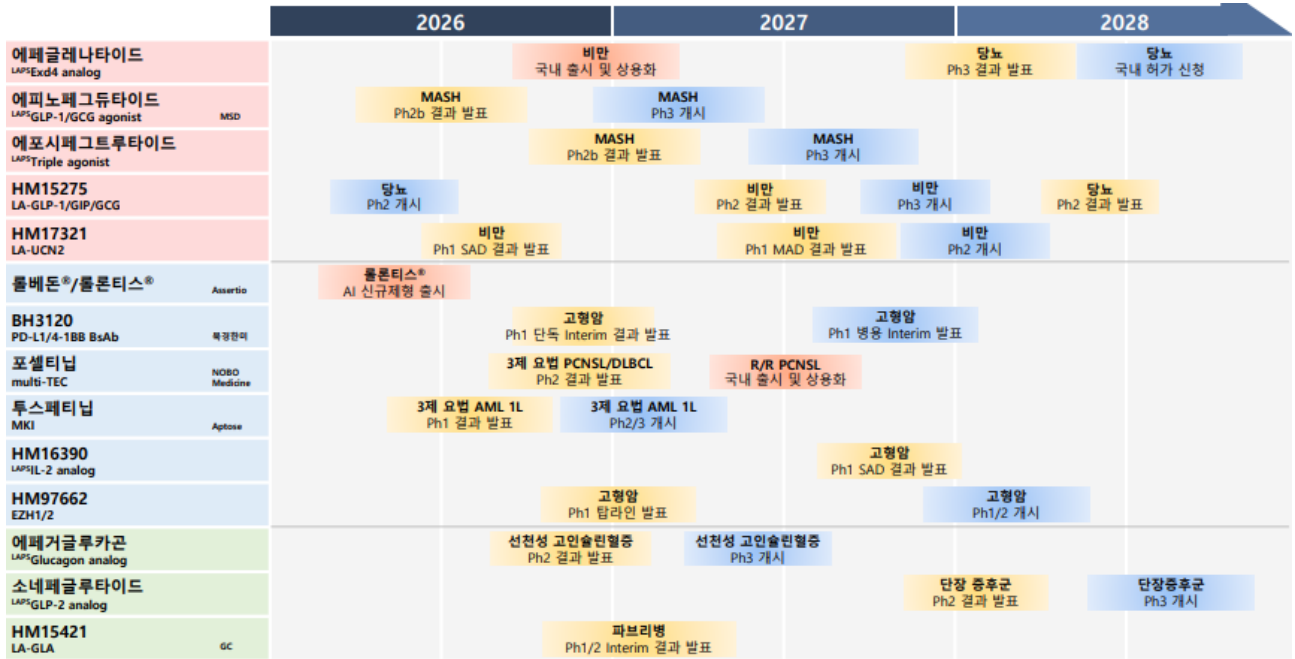 2026 2027 2028
에페글레나타이드
LAPSExd4 analog
비만
국내 출시 및 상용화
당뇨
Ph3 결과 발표
당뇨
국내 허가 신청
에피노페그듀타이드
LAPSGLP-1/GCG agonist MSD
MASH
Ph2b 결과 발표
MASH
Ph3 개시
에포시페그트루타이드
LAPSTriple agonist
MASH
Ph2b 결과 발표
MASH
Ph3 개시
HM15275
LA-GLP-1/GIP/GCG
당뇨
Ph2 개시
비만
Ph2 결과 발표
비만
Ph3 개시
당뇨
Ph2 결과 발표
HM17321
LA-UCN2
비만
Ph1 SAD 결과 발표
비만
Ph1 MAD 결과 발표
비만
Ph2 개시
롤베돈®/롤론티스® Assertio
롤론티스®
AI 신규제형 출시
BH3120
PD-L1/4-1BB BsAb 북경한미
고형암
Ph1 단독 Interim 결과 발표
고형암
Ph1 병용 Interim 발표
포셀티닙
multi-TEC
NOBO
Medicine
3제 요법 PCNSL/DLBCL
Ph2 결과 발표
R/R PCNSL
국내 출시 및 상용화
투스페티닙
MKI Aptose
3제 요법 AML 1L
Ph1 결과 발표
3제 요법 AML 1L
Ph2/3 개시
HM16390
LAPSIL-2 analog
고형암
Ph1 SAD 결과 발표
HM97662
EZH1/2
고형암
Ph1 탑라인 발표
고형암
Ph1/2 개시
에페거글루카곤
LAPSGlucagon analog
선천성 고인슐린혈증
Ph2 결과 발표
선천성 고인슐린혈증
Ph3 개시
소네페글루타이드
LAPSGLP-2 analog
단장 증후군
Ph2 결과 발표
단장증후군
Ph3 개시
HM15421
LA-GLA GC
파브리병
Ph1/2 Interim 결과 발표